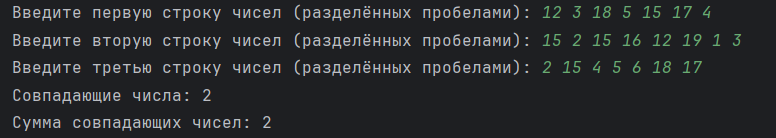 Введите первую строку чисел (разделённых пробелами): 12 3 18 5 15 17 4
Введите вторую строку чисел (разделённых пробелами): 15 2 15 16 12 19 1 3
Введите третью строку чисел (разделённых пробелами): 2 15 4 5 6 18 17
Совпадающие числа: 2
Сумма совпадающих чисел: 2